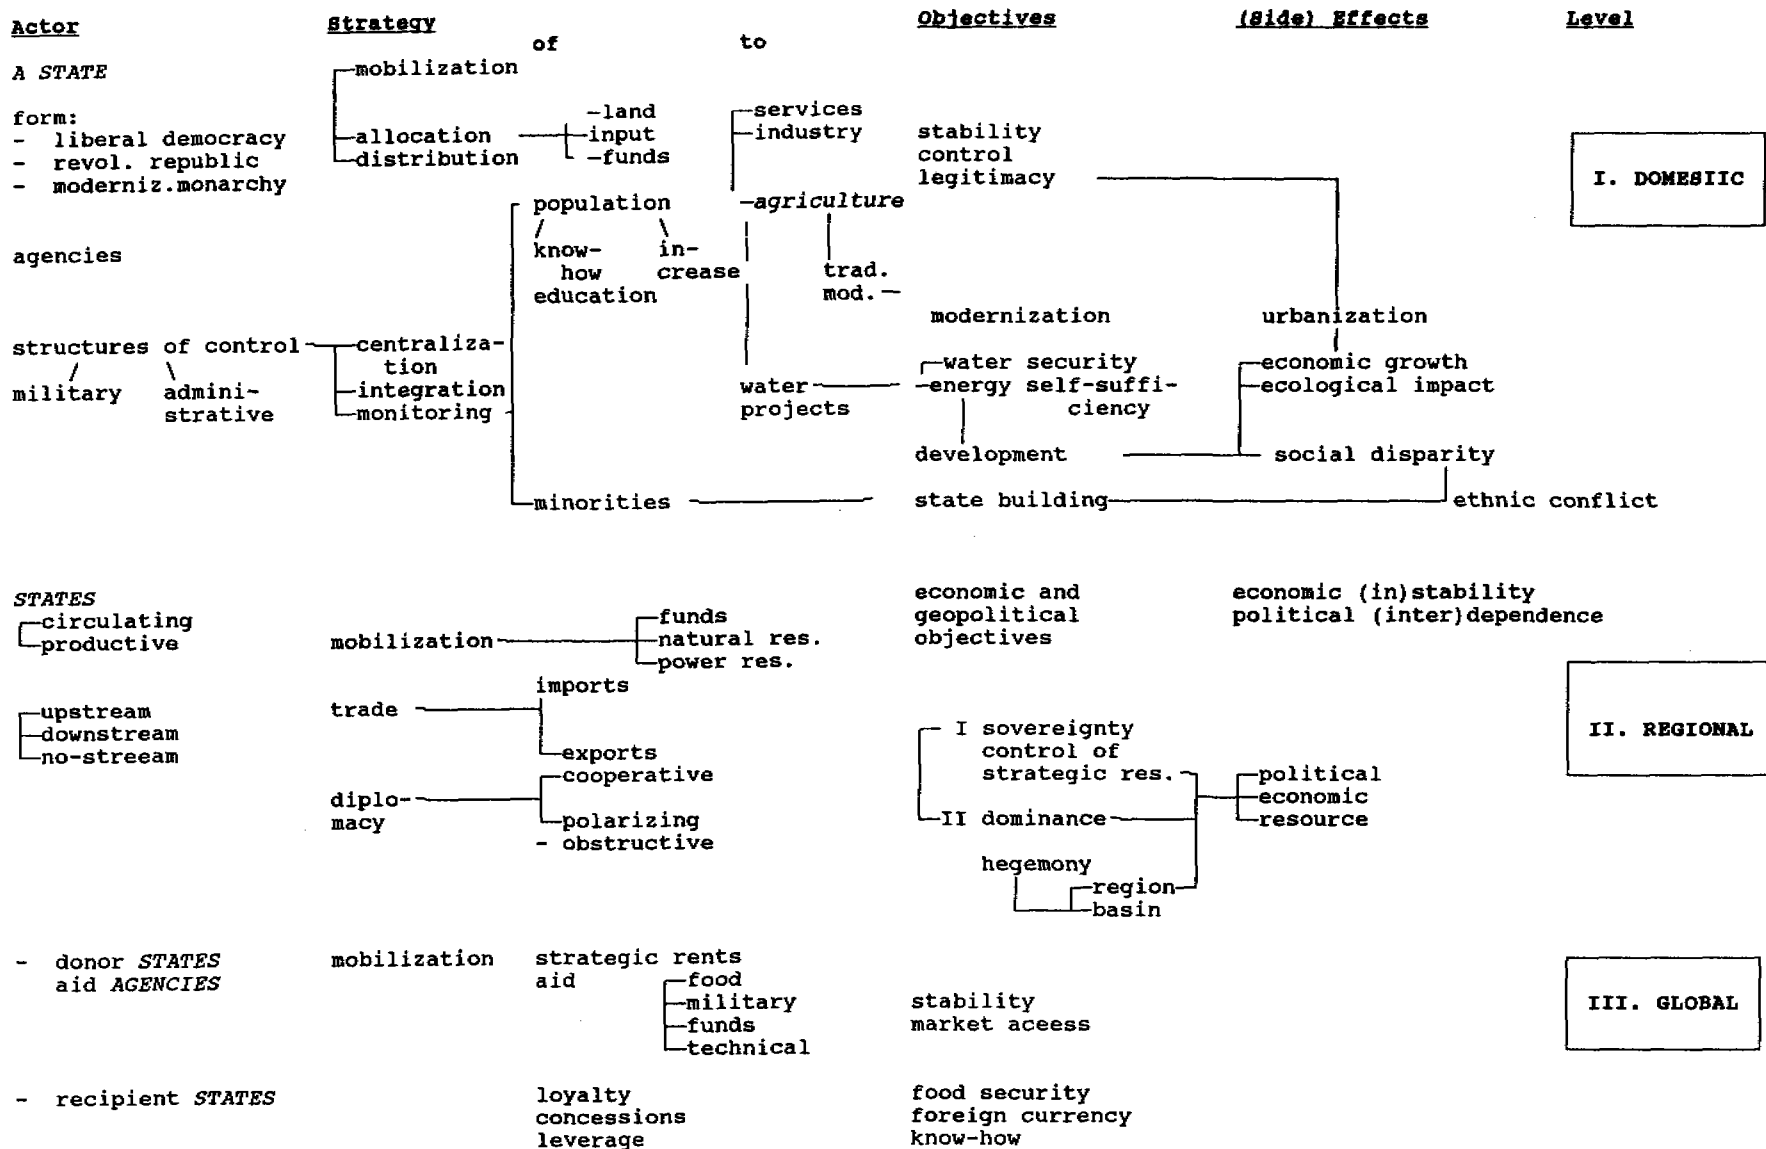 Actor Strategy of to Objectives (Side) Effects Level
A STATE mobilization
form: -land services
- liberal democracy allocation input industry stability
- revol. republic distribution -funds control
- moderniz.monarchy legitimacy I. DOMESIIC
population -agriculture
agencies know- in-
how crease trad.
education mod.
modernization urbanization
structures of control centraliza- water security economic growth
tion
military admini- integration water energy self-suffi- ecological impact
strative monitoring projects ciency
development social disparity
minorities state building ethnic conflict
STATES economic and economic (in)stability
circulating funds geopolitical political (inter)dependence
productive mobilization natural res. objectives
power res.
imports
upstream trade I sovereignty
downstream control of II. REGIONAL
no-streeam exports strategic res. political
cooperative
diplo- economic
macy polarizing II dominance resource
- obstructive
hegemony
region
basin
- donor STATES mobilization strategic rents
aid AGENCIES aid food
military stability III. GLOBAL
funds market aceess
technical
- recipient STATES loyalty food security
concessions foreign currency
leverage know-how